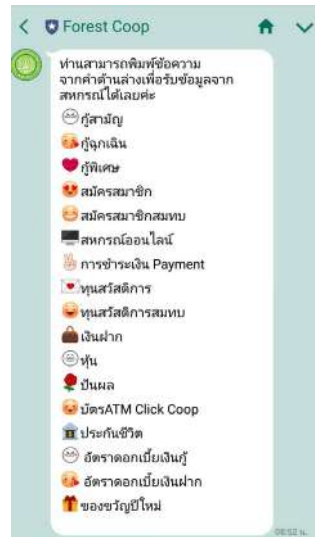 Forest Coop
ท่านสามารถพิมพ์ข้อความ
จากคำด้านล่างเพื่อรับข้อมูลจาก
สหกรณ์ได้เลยค่ะ
กู้สามัญ
กู้ฉุกเฉิน
กู้พิเศษ
สมัครสมาชิก
สมัครสมาชิกสมทบ
สหกรณ์ออนไลน์
การชำระเงิน Payment
ทุนสวัสดิการ
ทุนสวัสดิการสมทบ
เงินฝาก
หุ้น
ปันผล
บัตรATM Click Coop
ประกันชีวิต
อัตราดอกเบี้ยเงินกู้
อัตราดอกเบี้ยเงินฝาก
ของขวัญปีใหม่
08:52 น.